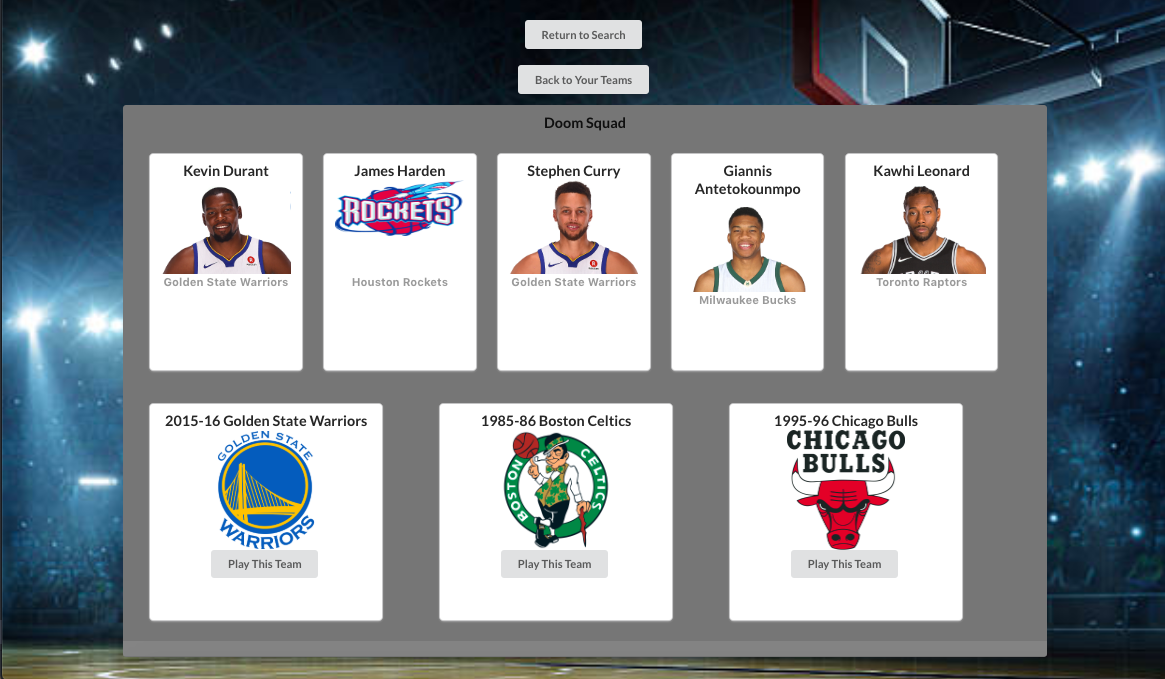 Return to Search
Back to Your Teams
Doom Squad
Kevin Durant
James Harden
Stephen Curry
Giannis
Antetokounmpo
Kawhi Leonard
ROCKETS
Golden State Warriors
Houston Rockets
Golden State Warriors
Milwaukee Bucks
Toronto Raptors
2015-16 Golden State Warriors
1985-86 Boston Celtics
1995-96 Chicago Bulls
GOLDEN STATE
WARRIORS
BOSTON
CELTICS
CHICAGO
BULLS
Play This Team
Play This Team
Play This Team